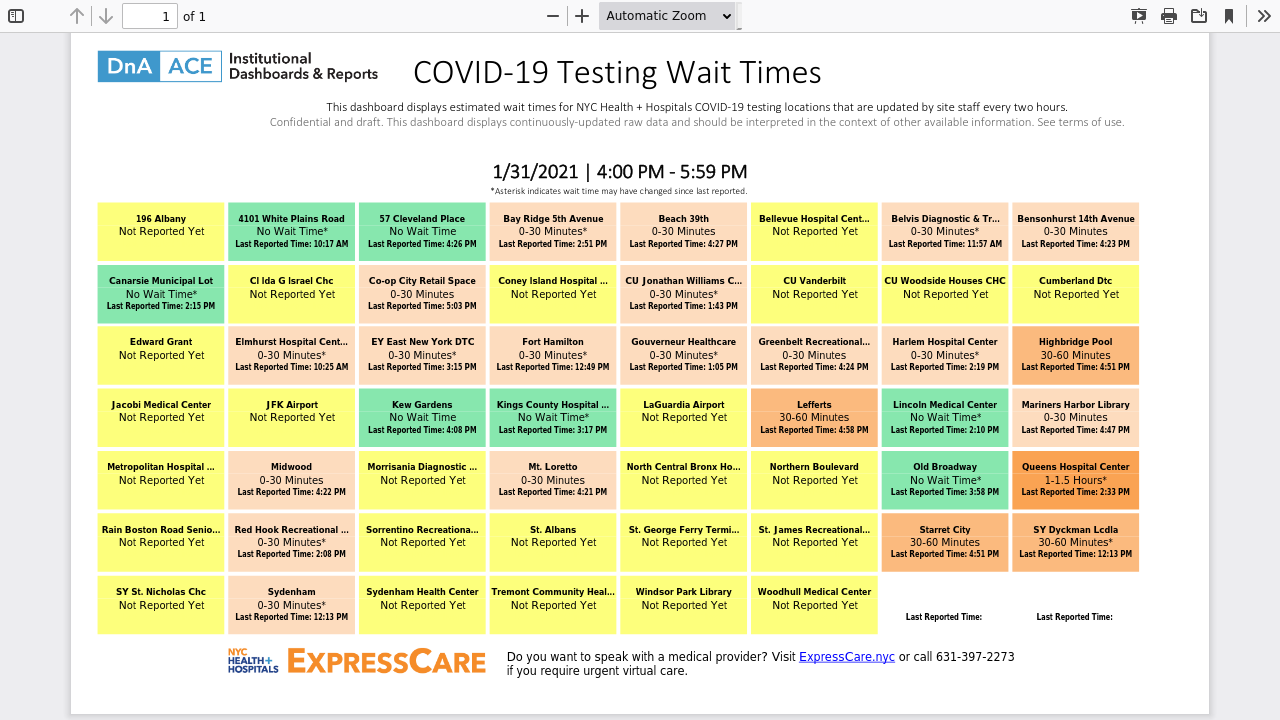 1 of 1 Automatic Zoom
DnA ACE Institutional
Dashboards & Reports
COVID-19 Testing Wait Times
This dashboard displays estimated wait times for NYC Health + Hospitals COVID-19 testing locations that are updated by site staff every two hours.
Confidential and draft. This dashboard displays continuously-updated raw data and should be interpreted in the context of other available information. See terms of use.
1/31/2021 | 4:00 PM - 5:59 PM
*Asterisk indicates wait time may have changed since last reported.
196 Albany
Not Reported Yet
4101 White Plains Road
No Wait Time*
Last Reported Time: 10:17 AM
57 Cleveland Place
No Wait Time
Last Reported Time: 4:26 PM
Bay Ridge 5th Avenue
0-30 Minutes*
Last Reported Time: 2:51 PM
Beach 39th
0-30 Minutes
Last Reported Time: 4:27 PM
Bellevue Hospital Cent...
Not Reported Yet
Belvis Diagnostic & Tr...
0-30 Minutes*
Last Reported Time: 11:57 AM
Bensonhurst 14th Avenue
0-30 Minutes
Last Reported Time: 4:23 PM
Canarsie Municipal Lot
No Wait Time*
Last Reported Time: 2:15 PM
CI Ida G Israel Chc
Not Reported Yet
Co-op City Retail Space
0-30 Minutes
Last Reported Time: 5:03 PM
Coney Island Hospital ...
Not Reported Yet
CU Jonathan Williams C...
0-30 Minutes*
Last Reported Time: 1:43 PM
CU Vanderbilt
Not Reported Yet
CU Woodside Houses CHC
Not Reported Yet
Cumberland Dtc
Not Reported Yet
Edward Grant
Not Reported Yet
Elmhurst Hospital Cent...
0-30 Minutes*
Last Reported Time: 10:25 AM
EY East New York DTC
0-30 Minutes*
Last Reported Time: 3:15 PM
Fort Hamilton
0-30 Minutes*
Last Reported Time: 12:49 PM
Gouverneur Healthcare
0-30 Minutes*
Last Reported Time: 1:05 PM
Greenbelt Recreational...
0-30 Minutes
Last Reported Time: 4:24 PM
Harlem Hospital Center
0-30 Minutes*
Last Reported Time: 2:19 PM
Highbridge Pool
30-60 Minutes
Last Reported Time: 4:51 PM
Jacobi Medical Center
Not Reported Yet
JFK Airport
Not Reported Yet
Kew Gardens
No Wait Time
Last Reported Time: 4:08 PM
Kings County Hospital ...
No Wait Time*
Last Reported Time: 3:17 PM
LaGuardia Airport
Not Reported Yet
Lefferts
30-60 Minutes
Last Reported Time: 4:58 PM
Lincoln Medical Center
No Wait Time*
Last Reported Time: 2:10 PM
Mariners Harbor Library
0-30 Minutes
Last Reported Time: 4:47 PM
Metropolitan Hospital ...
Not Reported Yet
Midwood
0-30 Minutes
Last Reported Time: 4:22 PM
Morrisania Diagnostic ...
Not Reported Yet
Mt. Loretto
0-30 Minutes
Last Reported Time: 4:21 PM
North Central Bronx Ho...
Not Reported Yet
Northern Boulevard
Not Reported Yet
Old Broadway
No Wait Time*
Last Reported Time: 3:58 PM
Queens Hospital Center
1-1.5 Hours*
Last Reported Time: 2:33 PM
Rain Boston Road Senio...
Not Reported Yet
Red Hook Recreational ...
0-30 Minutes*
Last Reported Time: 2:08 PM
Sorrentino Recreationa...
Not Reported Yet
St. Albans
Not Reported Yet
St. George Ferry Termi...
Not Reported Yet
St. James Recreational...
Not Reported Yet
Starret City
30-60 Minutes
Last Reported Time: 4:51 PM
SY Dyckman Lcdla
30-60 Minutes*
Last Reported Time: 12:13 PM
SY St. Nicholas Chc
Not Reported Yet
Sydenham
0-30 Minutes*
Last Reported Time: 12:13 PM
Sydenham Health Center
Not Reported Yet
Tremont Community Heal...
Not Reported Yet
Windsor Park Library
Not Reported Yet
Woodhull Medical Center
Not Reported Yet
Last Reported Time:
Last Reported Time:
NYC
HEALTH+
HOSPITALS
EXPRESSCARE
Do you want to speak with a medical provider? Visit ExpressCare.nyc or call 631-397-2273
if you require urgent virtual care.